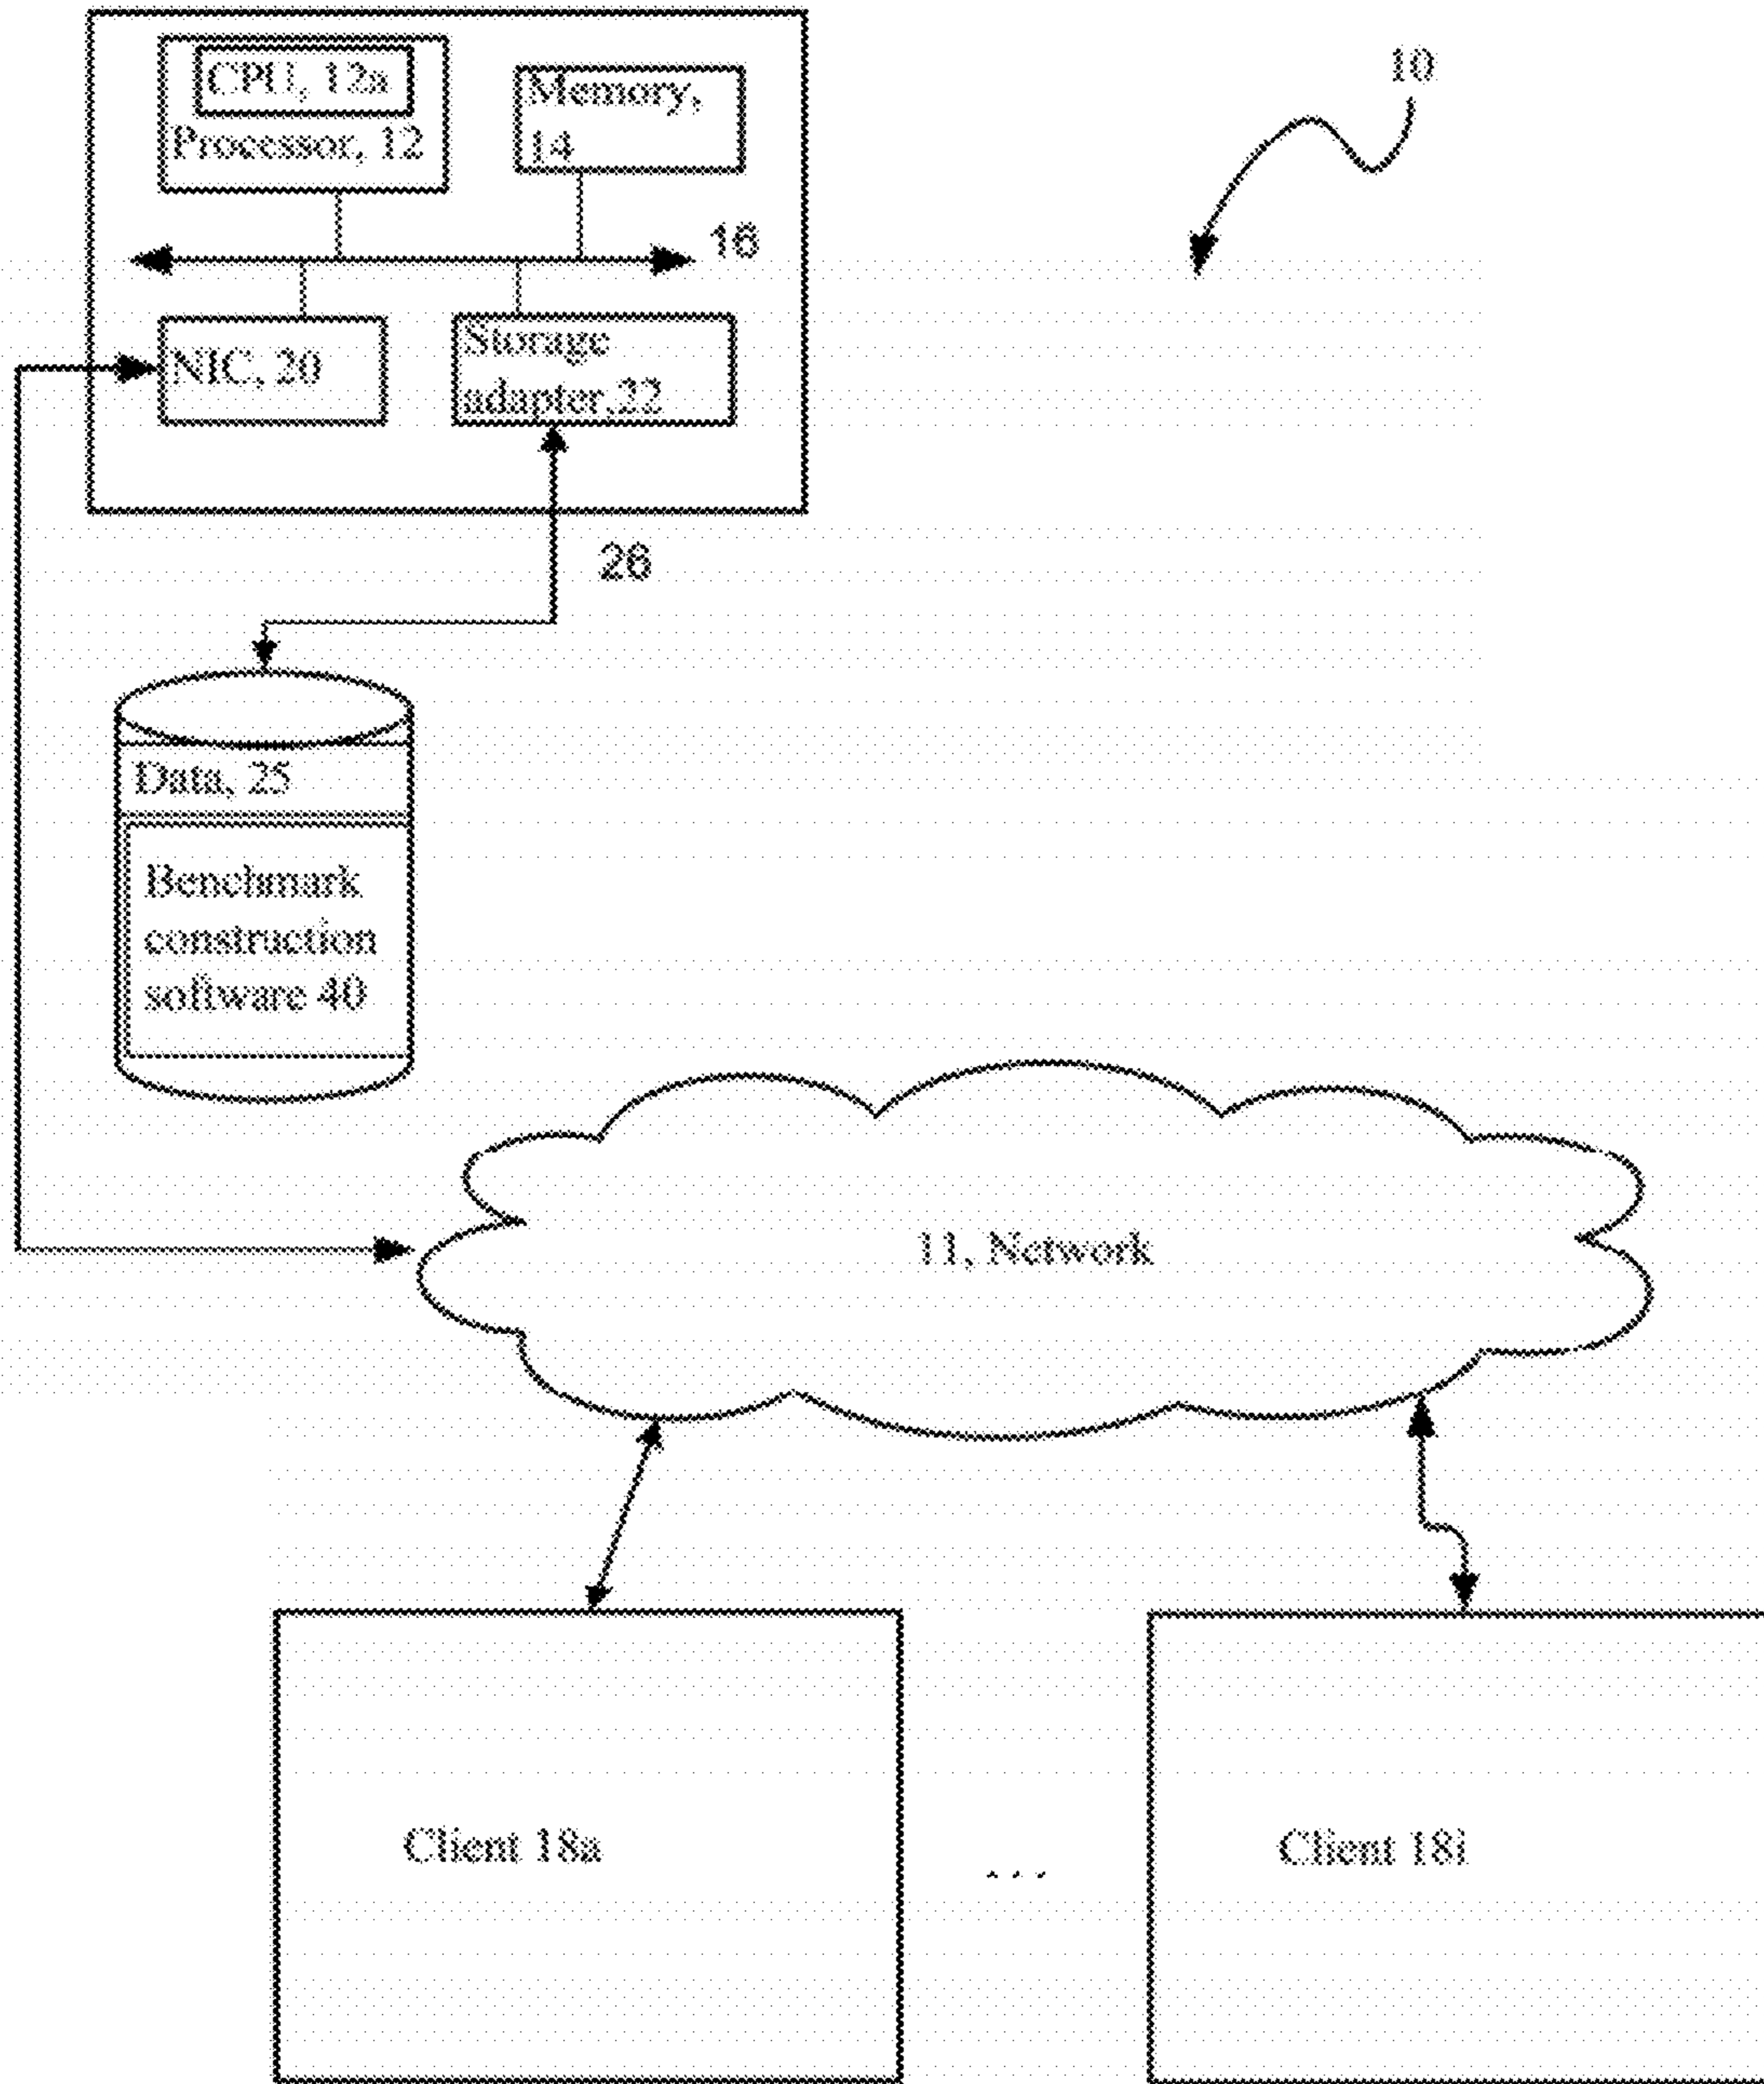 10
CPU, 12a
Processor, 12
Memory,
14
16
NIC, 20
Storage
adapter,22
26
Data, 25
Benchmark
construction
software 40
11, Network
Client 18a
...
Client 18i